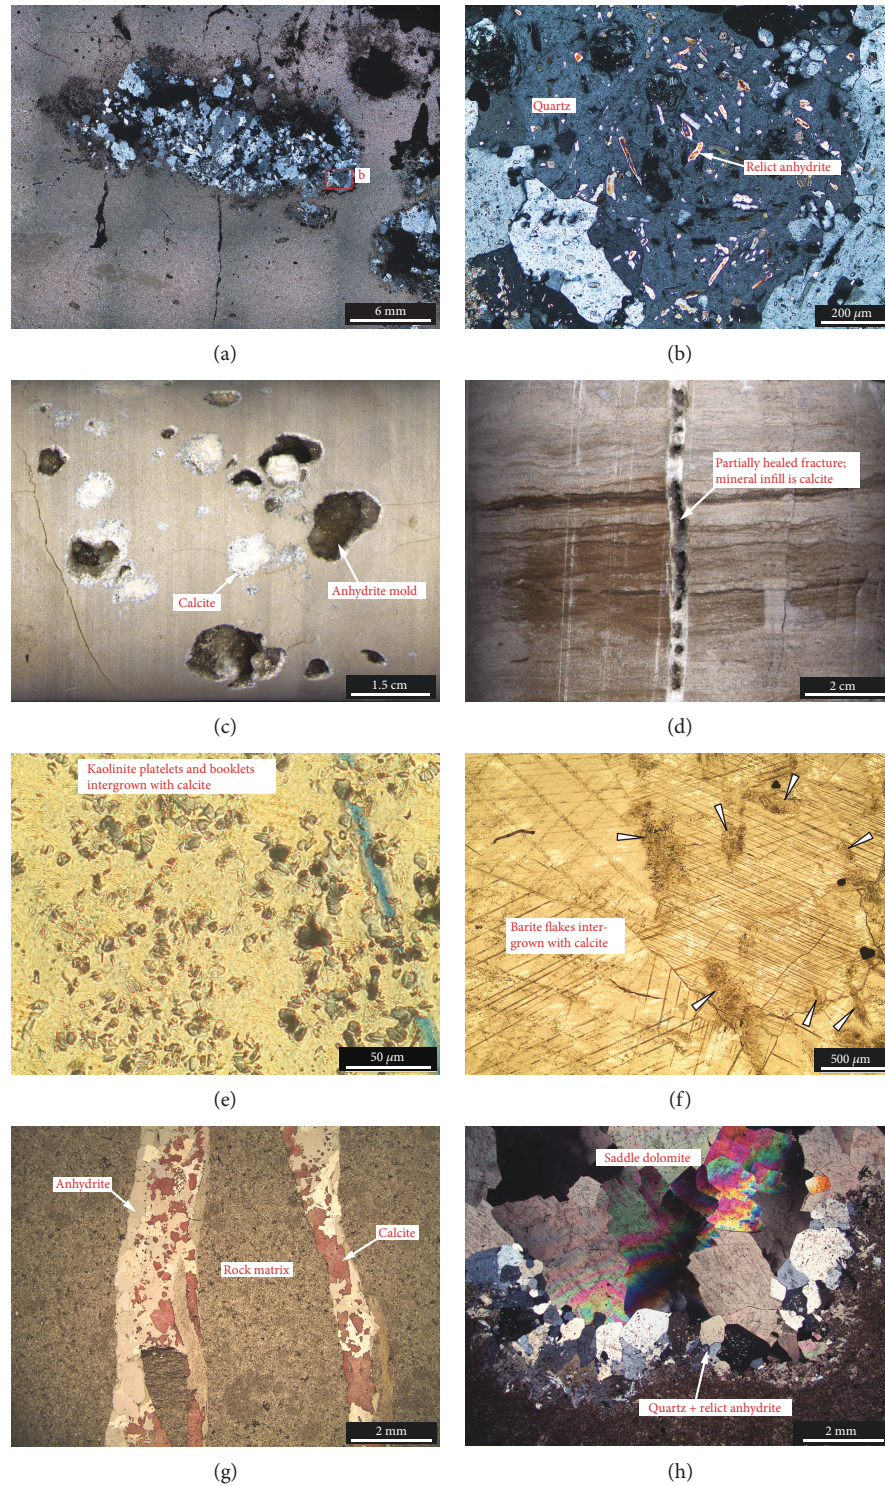 b
6 mm
(a)
Quartz
Relict anhydrite
200 μm
(b)
Calcite
Anhydrite mold
1.5 cm
(c)
Partially healed fracture;
mineral infill is calcite
2 cm
(d)
Kaolinite platelets and booklets
intergrown with calcite
50 μm
(e)
Barite flakes inter-
grown with calcite
500 μm
(f)
Anhydrite
Calcite
Rock matrix
2 mm
(g)
Saddle dolomite
Quartz + relict anhydrite
2 mm
(h)